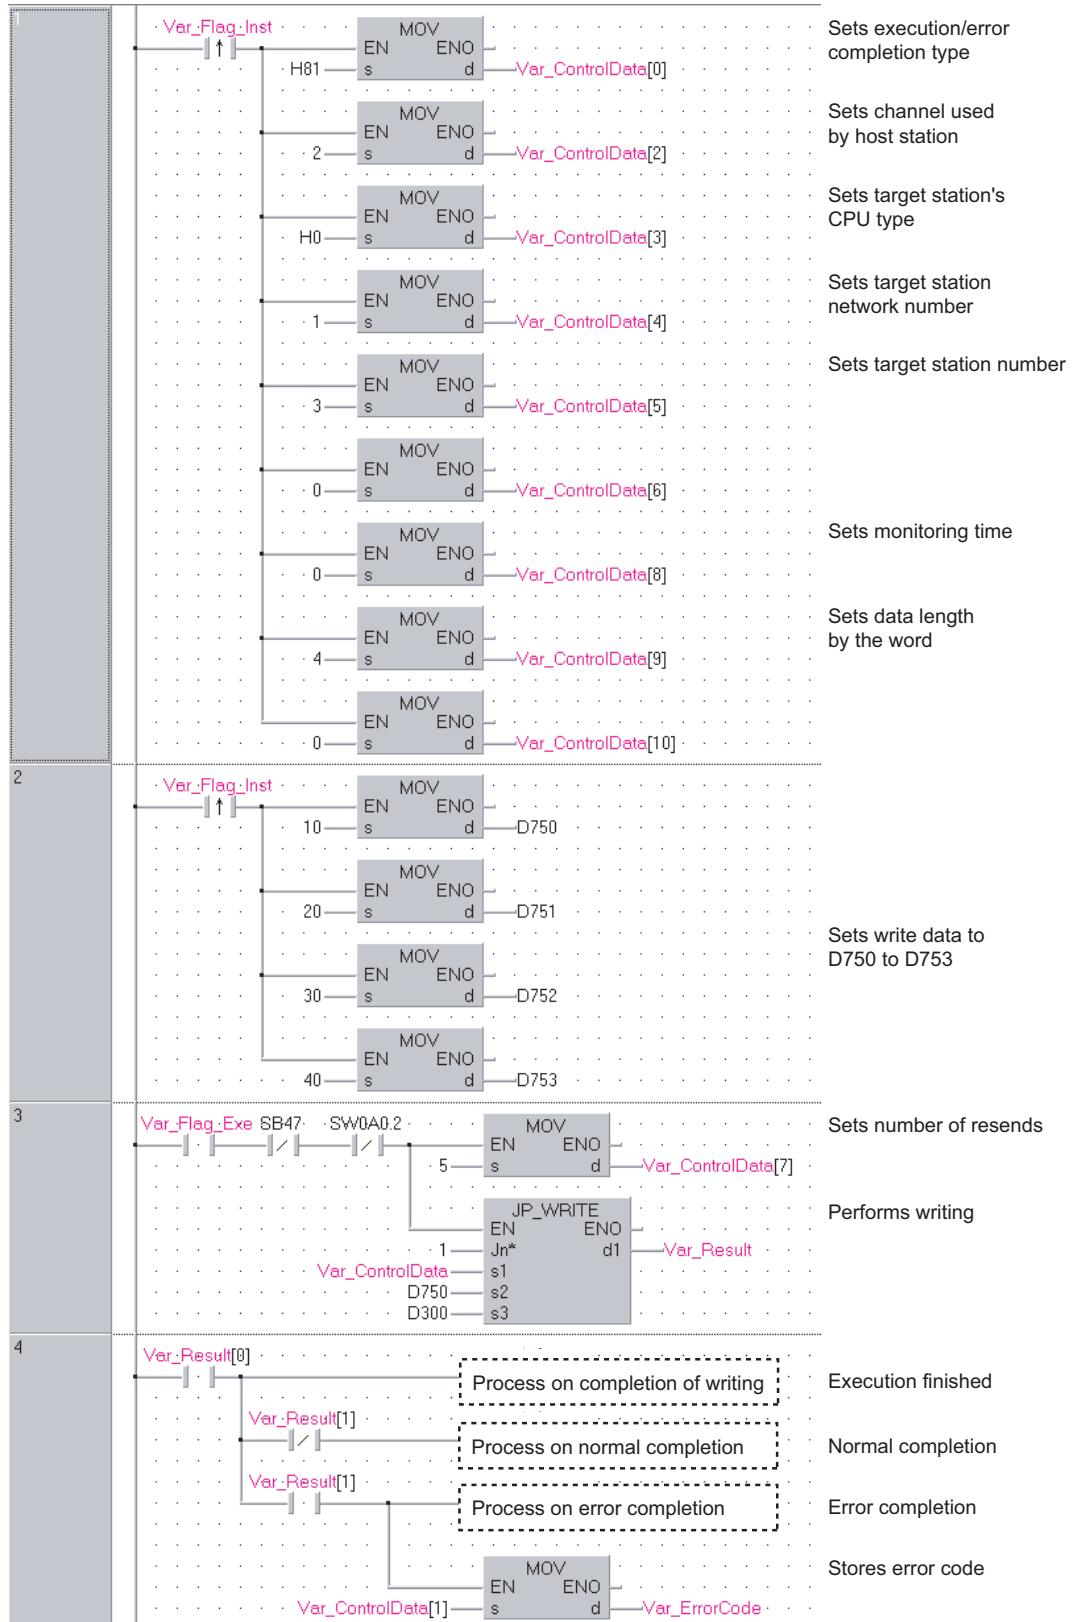 1
Var_Flag_Inst
MOV
EN ENO
H81 s d Var_ControlData[0]
Sets execution/error
completion type
MOV
EN ENO
2 s d Var_ControlData[2]
Sets channel used
by host station
MOV
EN ENO
H0 s d Var_ControlData[3]
Sets target station's
CPU type
MOV
EN ENO
1 s d Var_ControlData[4]
Sets target station
network number
MOV
EN ENO
3 s d Var_ControlData[5]
Sets target station number
MOV
EN ENO
0 s d Var_ControlData[6]
MOV
EN ENO
0 s d Var_ControlData[8]
Sets monitoring time
MOV
EN ENO
4 s d Var_ControlData[9]
Sets data length
by the word
MOV
EN ENO
0 s d Var_ControlData[10]
2
Var_Flag_Inst
MOV
EN ENO
10 s d D750
MOV
EN ENO
20 s d D751
Sets write data to
D750 to D753
MOV
EN ENO
30 s d D752
MOV
EN ENO
40 s d D753
3
Var_Flag_Exe SB47 SW0A0.2
MOV
EN ENO
5 s d Var_ControlData[7]
Sets number of resends
JP_WRITE
EN ENO
1 Jn* d1 Var_Result
Var_ControlData s1
D750 s2
D300 s3
Performs writing
4
Var_Result[0]
Process on completion of writing
Execution finished
Var_Result[1]
Process on normal completion
Normal completion
Var_Result[1]
Process on error completion
Error completion
MOV
EN ENO
Var_ControlData[1] s d Var_ErrorCode
Stores error code